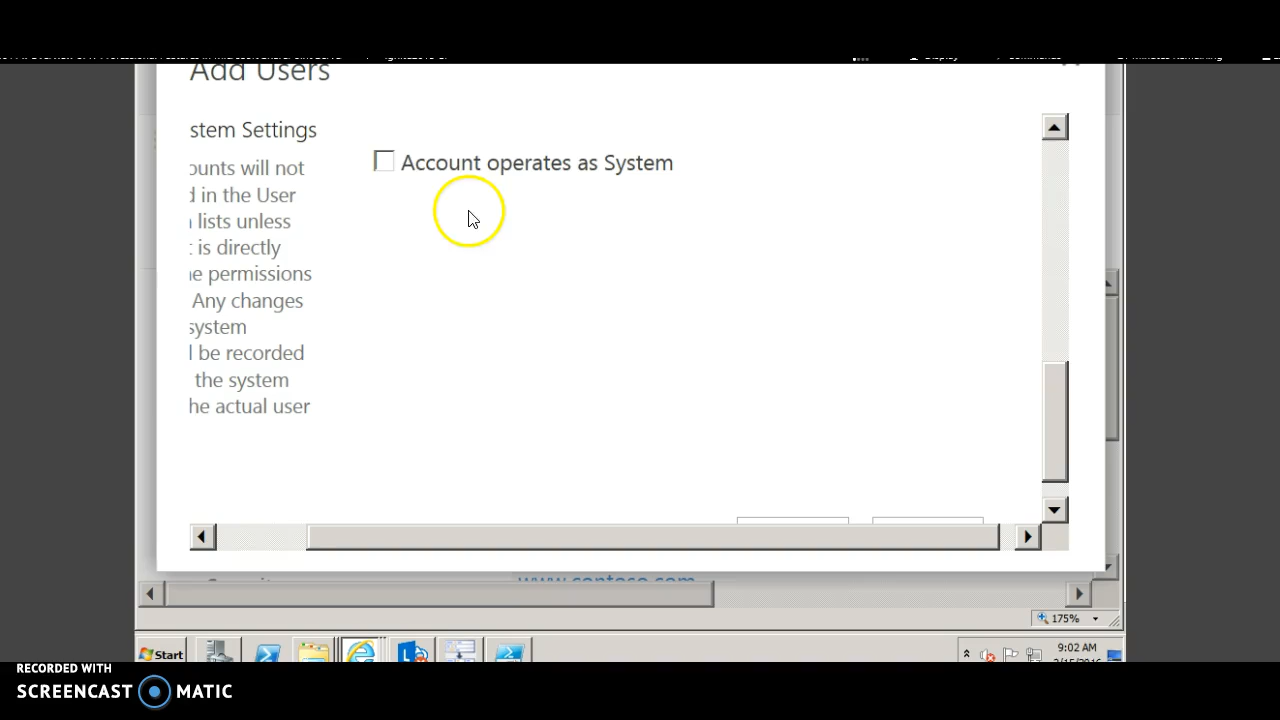 Add Users
stem Settings
Account operates as System
ounts will not
d in the User
lists unless
is directly
e permissions
Any changes
system
l be recorded
the system
he actual user
www.contoso.com
175%
Start
9:02 AM
RECORDED WITH
SCREENCAST MATIC